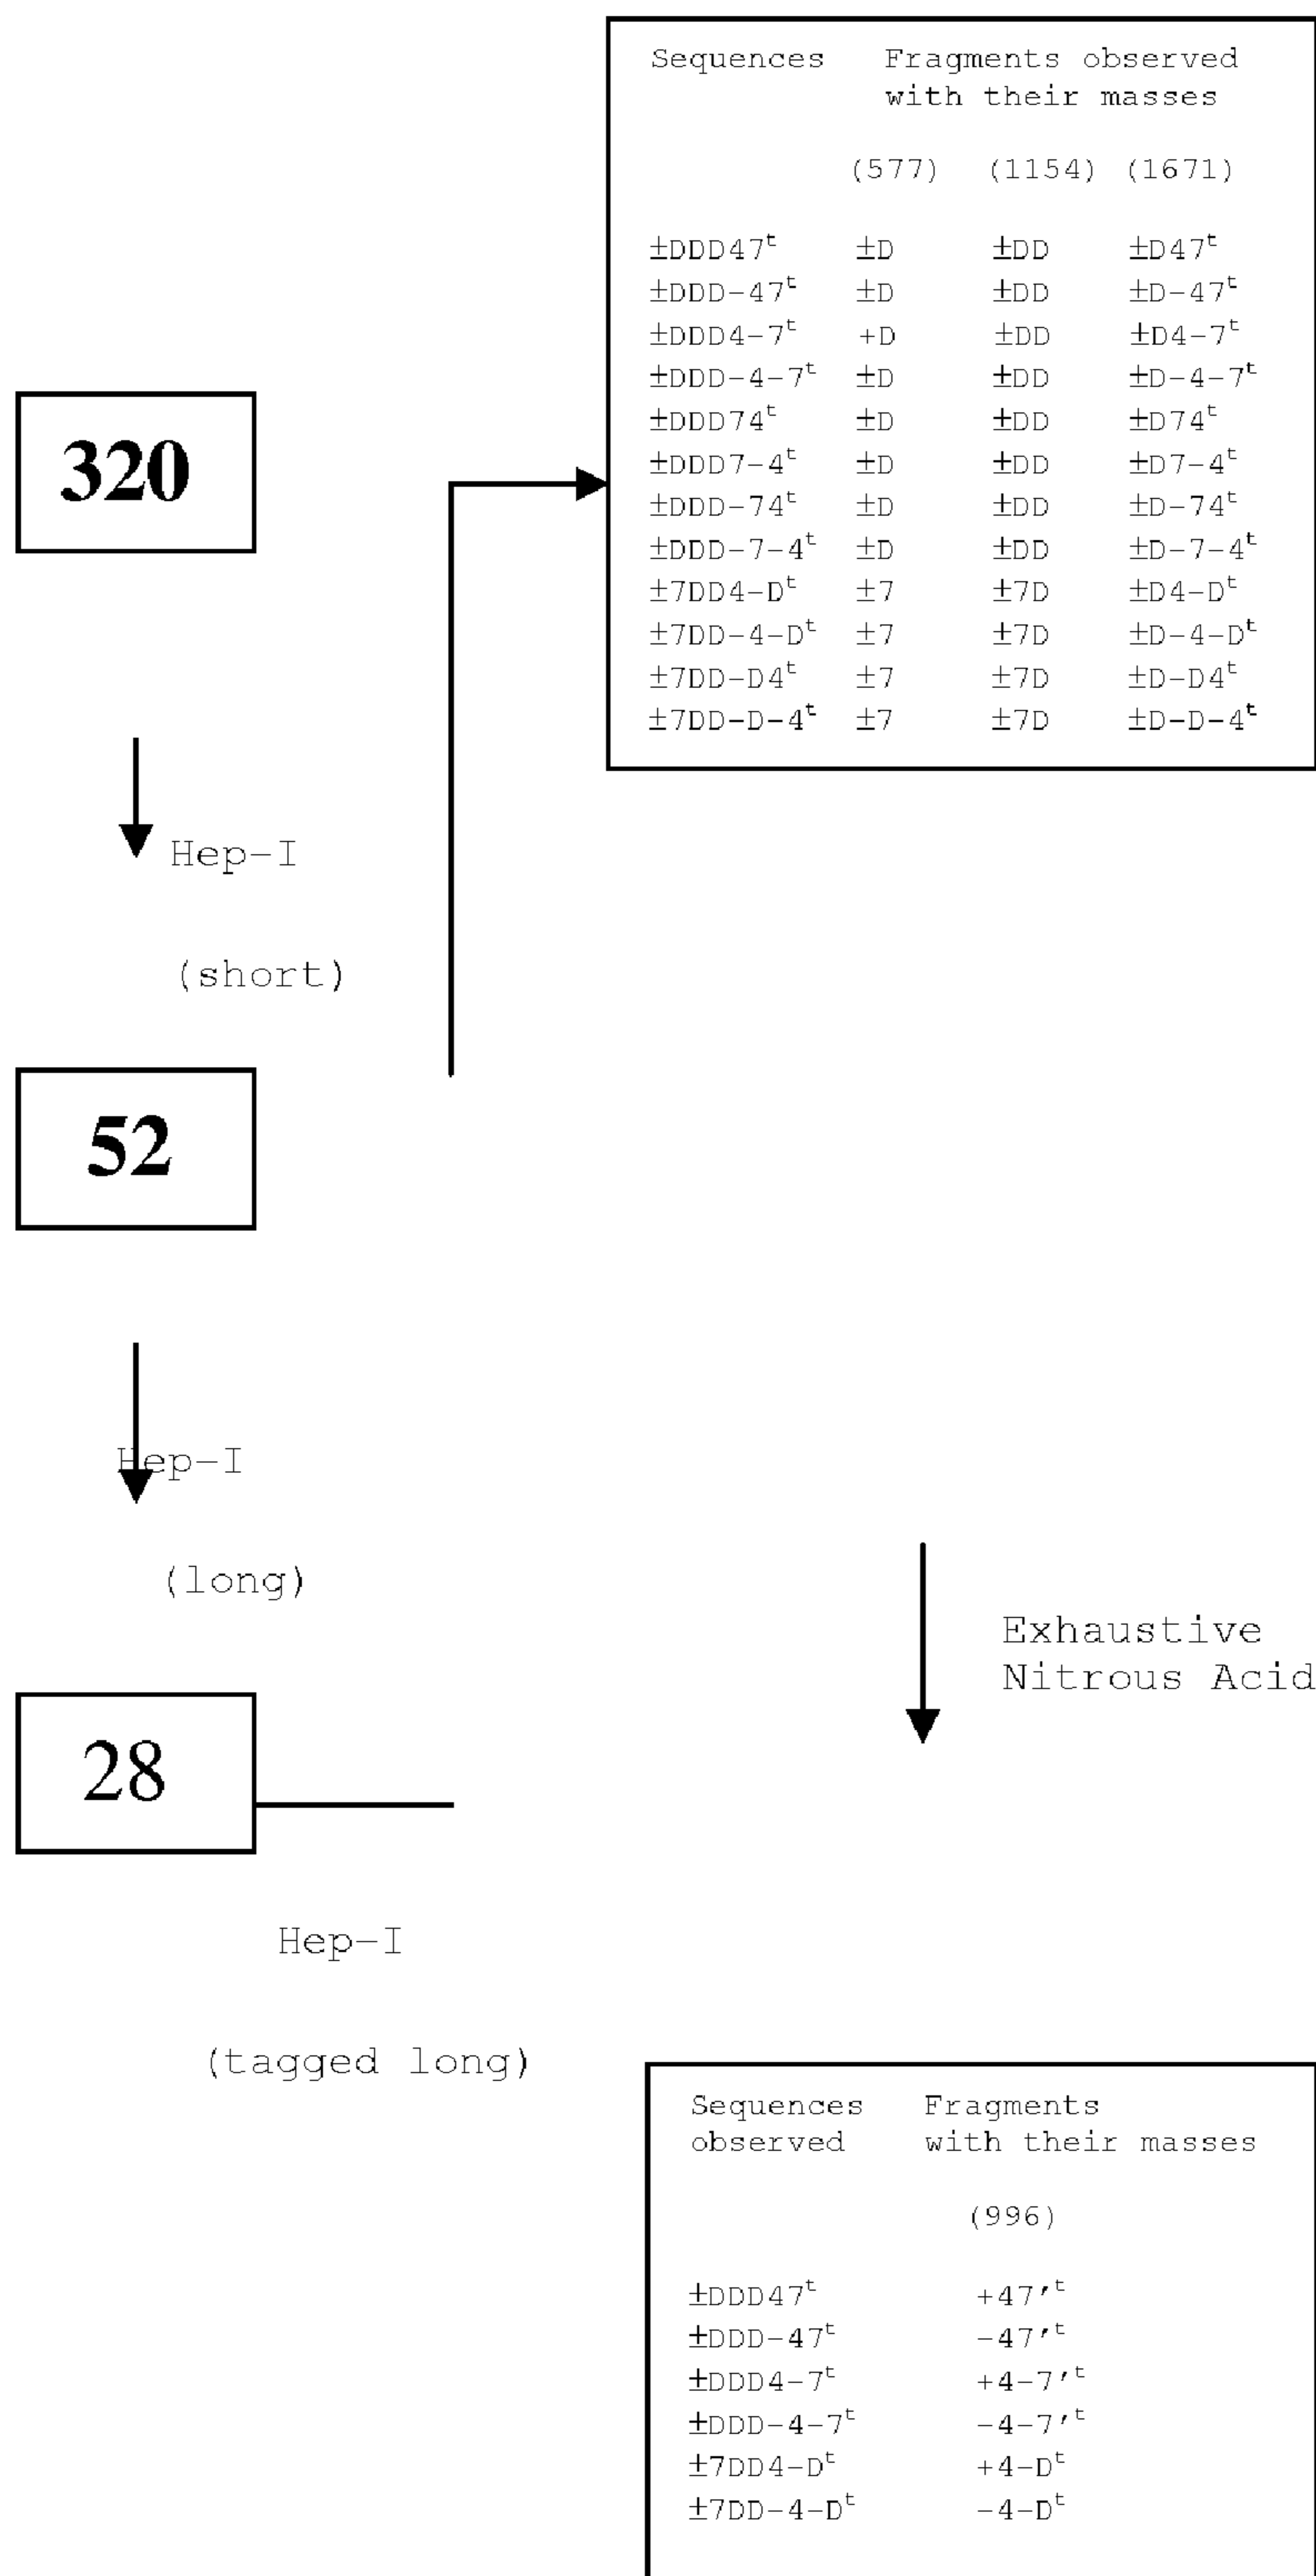 Sequences Fragments observed
with their masses
(577) (1154) (1671)
±DDD47ᵗ ±D ±DD ±D47ᵗ
±DDD-47ᵗ ±D ±DD ±D-47ᵗ
±DDD4-7ᵗ +D ±DD ±D4-7ᵗ
±DDD-4-7ᵗ ±D ±DD ±D-4-7ᵗ
±DDD74ᵗ ±D ±DD ±D74ᵗ
±DDD7-4ᵗ ±D ±DD ±D7-4ᵗ
±DDD-74ᵗ ±D ±DD ±D-74ᵗ
±DDD-7-4ᵗ ±D ±DD ±D-7-4ᵗ
±7DD4-Dᵗ ±7 ±7D ±D4-Dᵗ
±7DD-4-Dᵗ ±7 ±7D ±D-4-Dᵗ
±7DD-D4ᵗ ±7 ±7D ±D-D4ᵗ
±7DD-D-4ᵗ ±7 ±7D ±D-D-4ᵗ
320
Hep-I
(short)
52
Hep-I
(long)
Exhaustive
Nitrous Acid
28
Hep-I
(tagged long)
Sequences Fragments
observed with their masses
(996)
±DDD47ᵗ +47′ᵗ
±DDD-47ᵗ -47′ᵗ
±DDD4-7ᵗ +4-7′ᵗ
±DDD-4-7ᵗ -4-7′ᵗ
±7DD4-Dᵗ +4-Dᵗ
±7DD-4-Dᵗ -4-Dᵗ